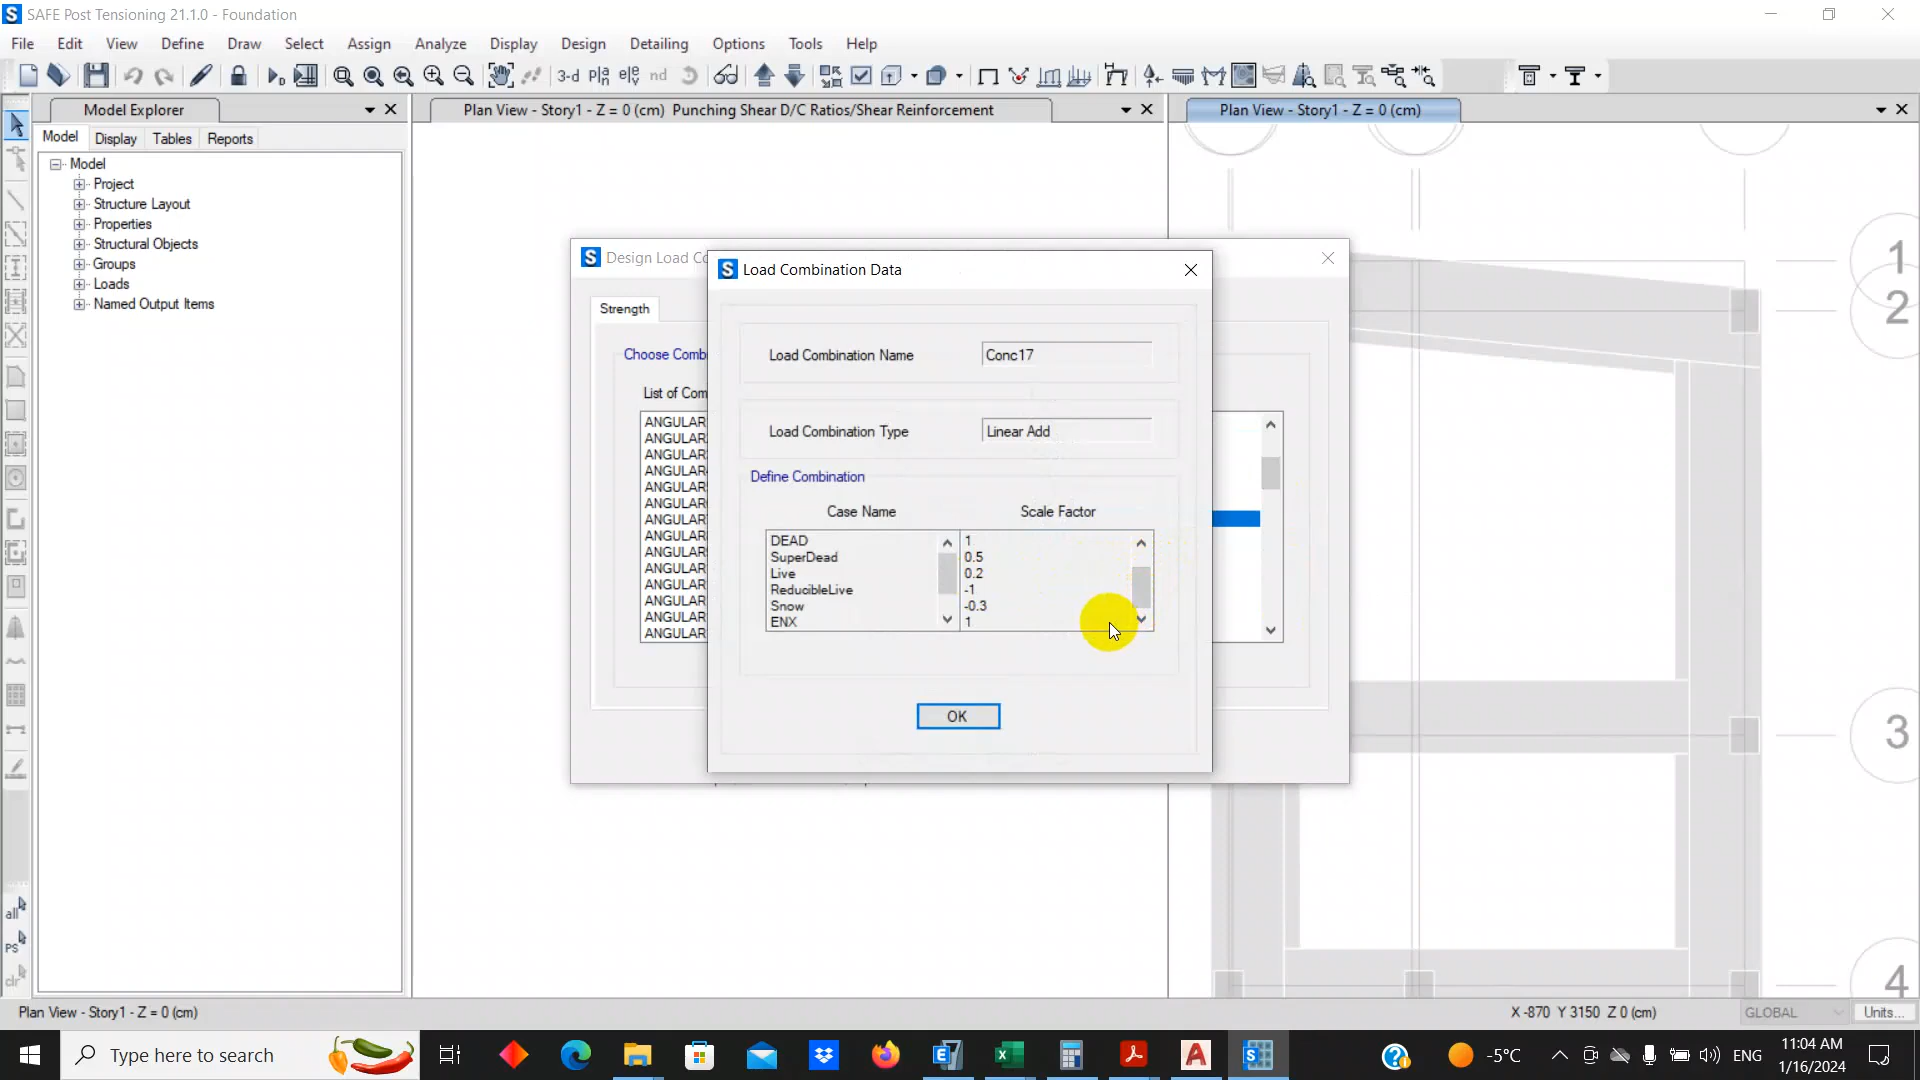 SAFE Post Tensioning 21.1.0 - Foundation
File Edit View Define Draw Select Assign Analyze Display Design Detailing Options Tools Help
3-d Pla ele nd
Model Explorer
Plan View - Story1 - Z = 0 (cm) Punching Shear D/C Ratios/Shear Reinforcement
Plan View - Story1 - Z = 0 (cm)
Model Display Tables Reports
Model
Project
Structure Layout
Properties
Structural Objects
Groups
Loads
Named Output Items
Design Load Co
Strength
Choose Comb
List of Com
ANGULAR
ANGULAR
ANGULAR
ANGULAR
ANGULAR
ANGULAR
ANGULAR
ANGULAR
ANGULAR
ANGULAR
ANGULAR
ANGULAR
ANGULAR
ANGULAR
Load Combination Data
Load Combination Name Conc17
Load Combination Type Linear Add
Define Combination
Case Name Scale Factor
DEAD 1
SuperDead 0.5
Live 0.2
ReducibleLive -1
Snow -0.3
ENX 1
OK
1
2
3
4
all
PS
clr
Plan View - Story1 - Z = 0 (cm)
X -870 Y 3150 Z 0 (cm)
GLOBAL
Units...
Type here to search
-5°C
ENG
11:04 AM
1/16/2024